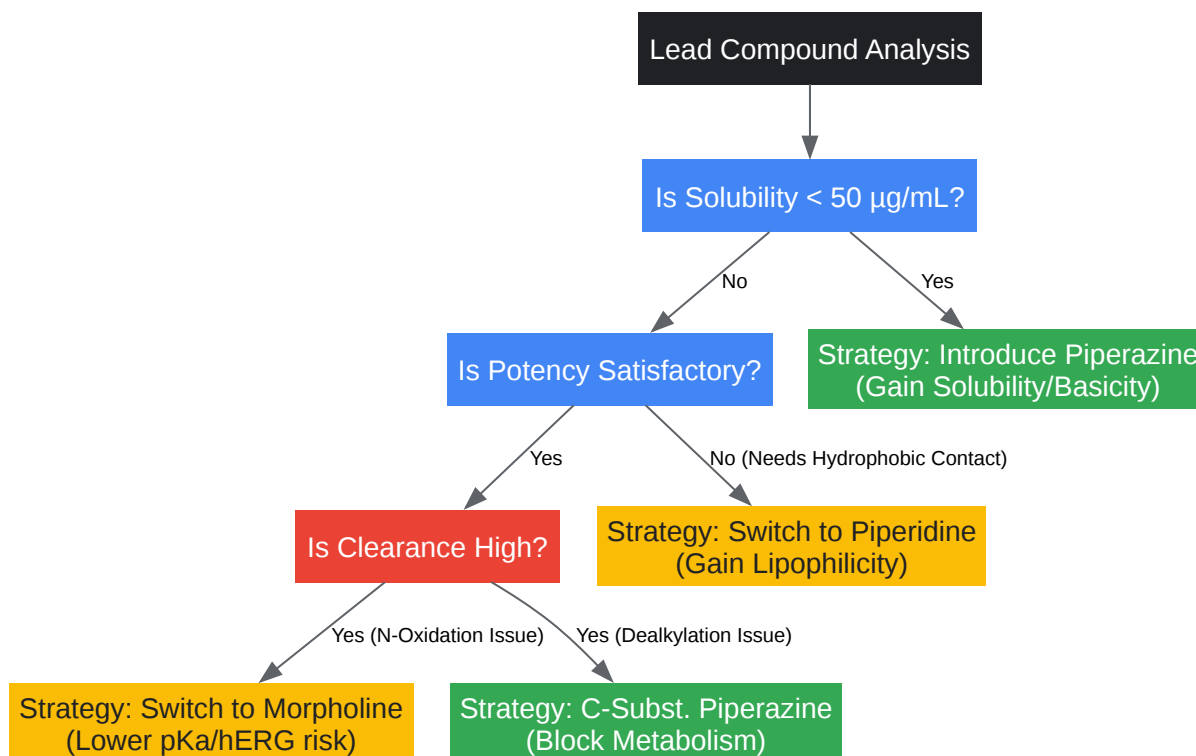 Lead Compound Analysis
Is Solubility < 50 µg/mL?
No
Yes
Is Potency Satisfactory?
Strategy: Introduce Piperazine
(Gain Solubility/Basicity)
Yes
No (Needs Hydrophobic Contact)
Is Clearance High?
Strategy: Switch to Piperidine
(Gain Lipophilicity)
Yes (N-Oxidation Issue)
Yes (Dealkylation Issue)
Strategy: Switch to Morpholine
(Lower pKa/hERG risk)
Strategy: C-Subst. Piperazine
(Block Metabolism)